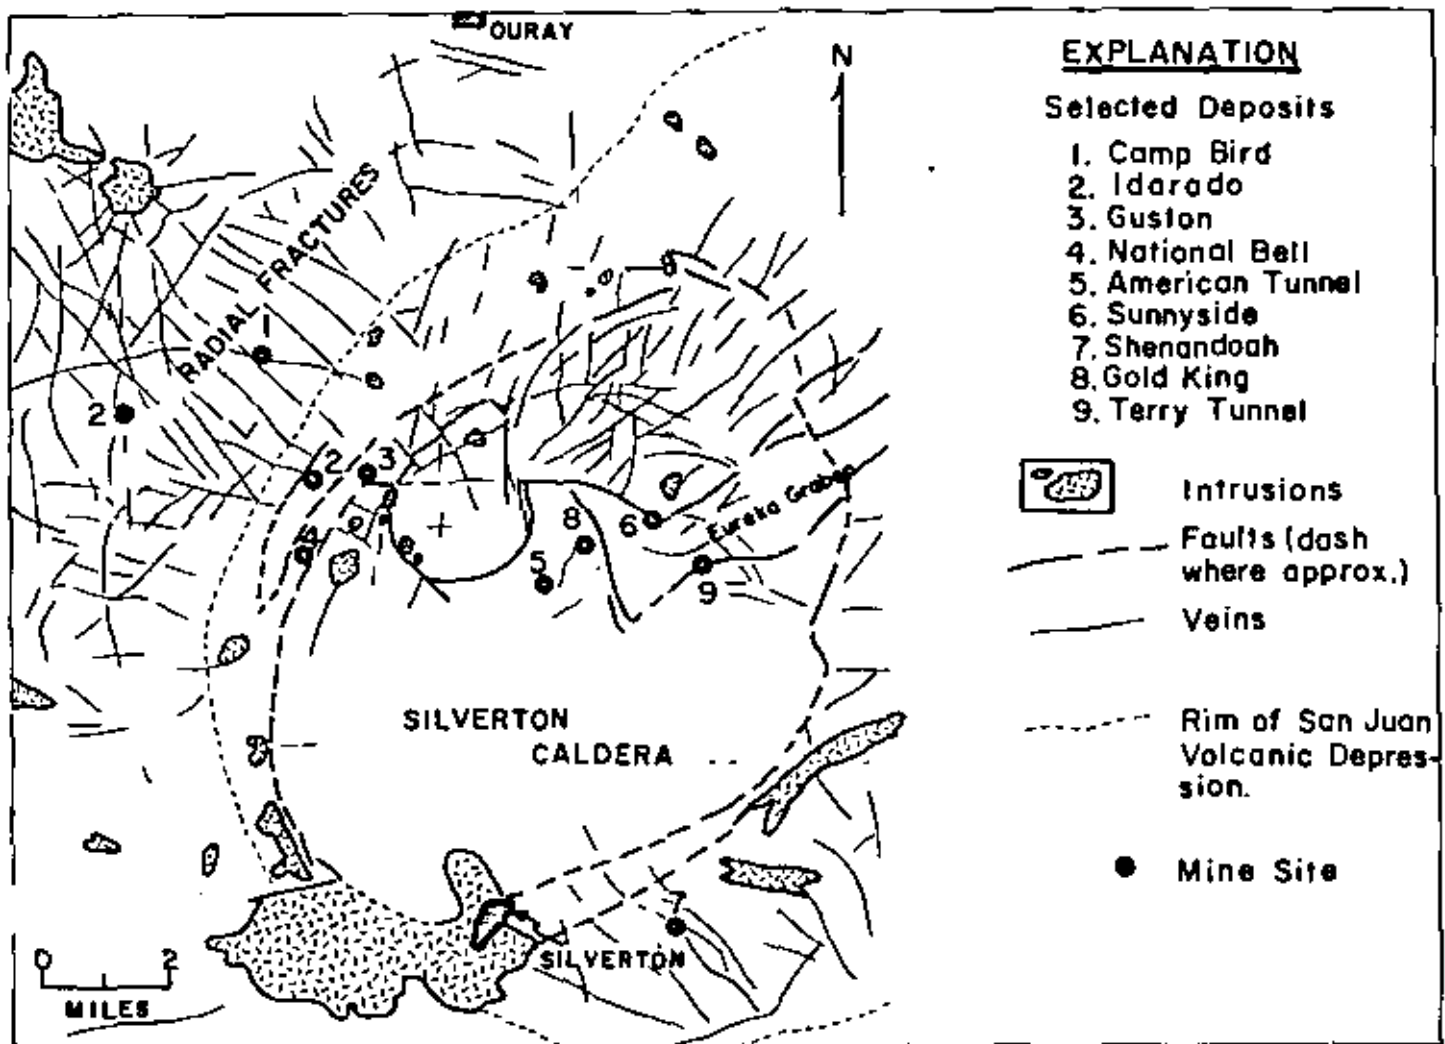 OURAY
N
RADIAL FRACTURES
1
2
2
3
4
8
6
5
9
Eureka Graben
SILVERTON
CALDERA
7
SILVERTON
0 2
MILES
EXPLANATION
Selected Deposits
1. Camp Bird
2. Idarado
3. Guston
4. National Bell
5. American Tunnel
6. Sunnyside
7. Shenandoah
8. Gold King
9. Terry Tunnel
Intrusions
Faults (dash
where approx.)
Veins
Rim of San Juan
Volcanic Depres-
sion.
Mine Site